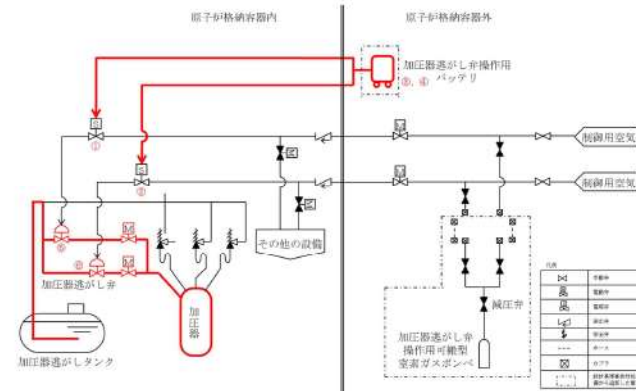 原子炉格納容器内
原子炉格納容器外
加圧器逃がし弁操作用
バッテリ
③, ④
S
①
M
制御用空気
S
②
M
制御用空気
M
M
その他の設備
M
⑤
M
⑥
加圧器逃がし弁
加圧器
加圧器逃がしタンク
減圧弁
加圧器逃がし弁
操作用可搬型
窒素ガスボンベ
凡例
手動弁
電動弁
電磁弁
逆止弁
安全弁
ホース
カプラ